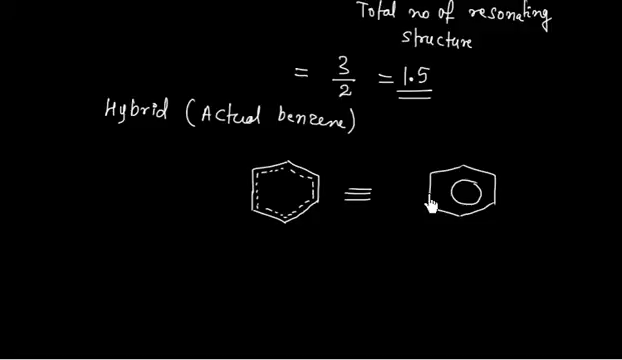 Total no of resonating
structure
= 3/2 = 1.5
Hybrid (Actual benzene)
≡